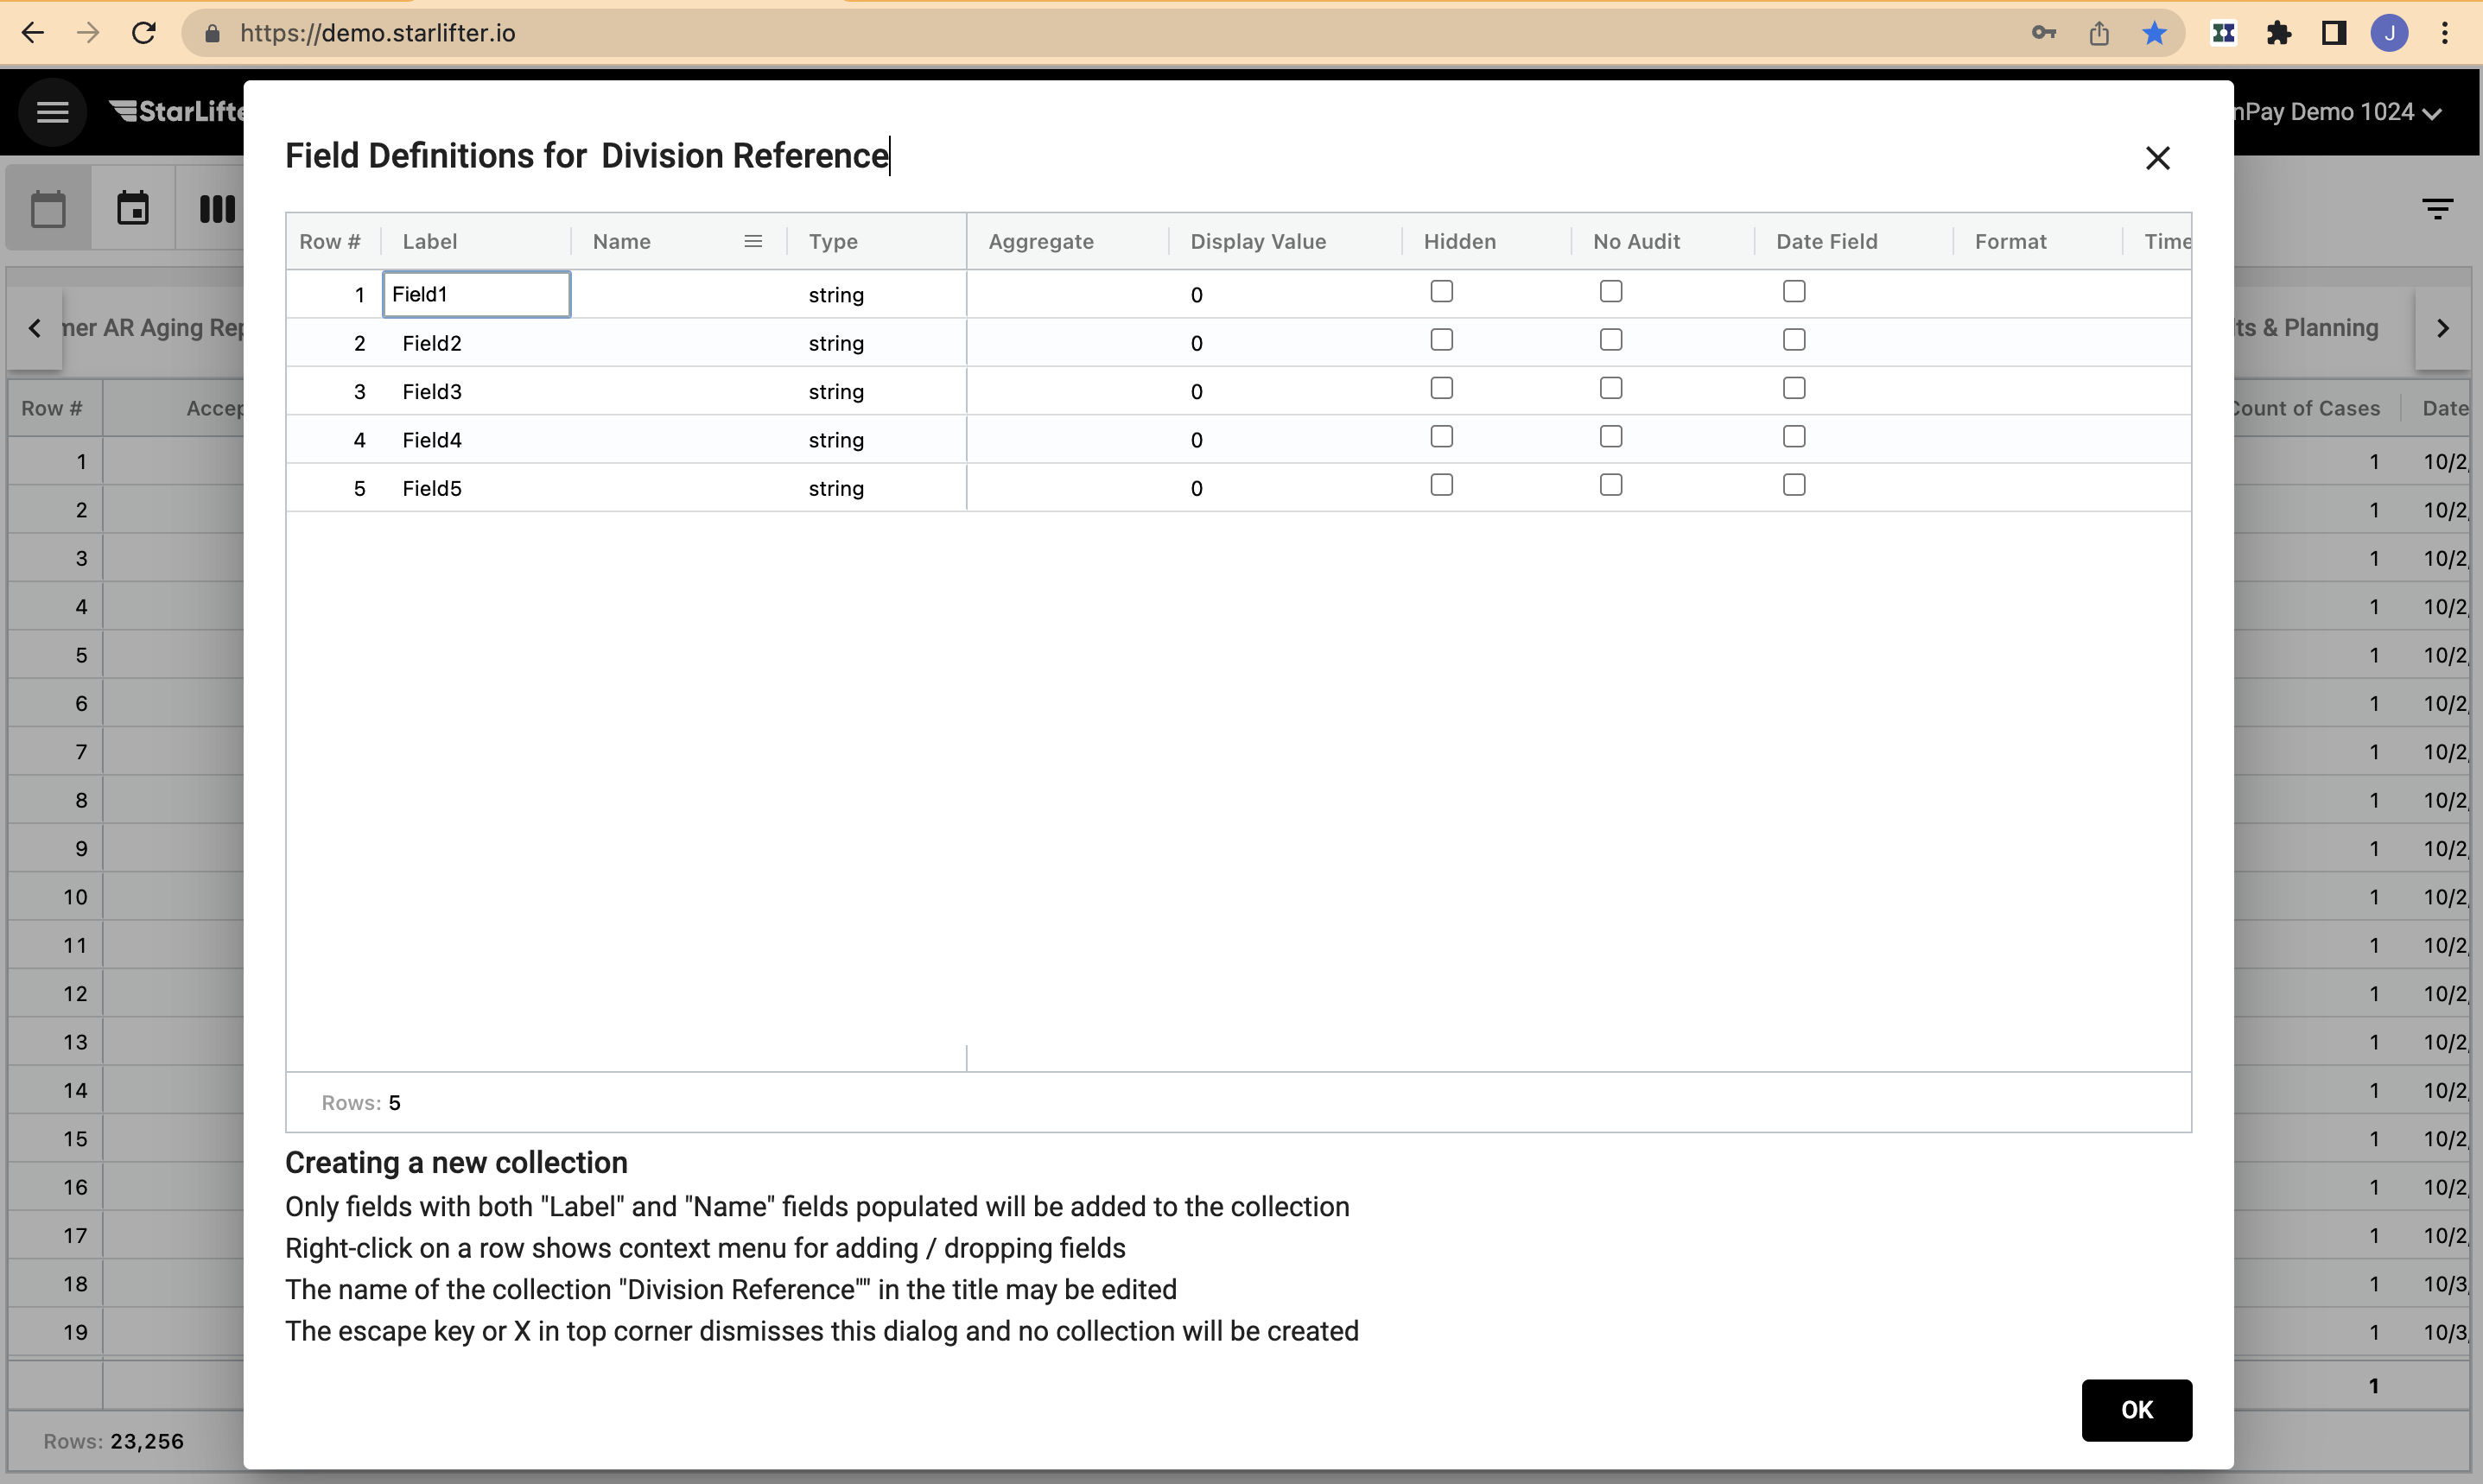 https://demo.starlifter.io
J
StarLifte
nPay Demo 1024
Field Definitions for Division Reference
Row # Label Name Type Aggregate Display Value Hidden No Audit Date Field Format Time
1 Field1 string 0
2 Field2 string 0
3 Field3 string 0
4 Field4 string 0
5 Field5 string 0
Rows: 5
Creating a new collection
Only fields with both "Label" and "Name" fields populated will be added to the collection
Right-click on a row shows context menu for adding / dropping fields
The name of the collection "Division Reference"" in the title may be edited
The escape key or X in top corner dismisses this dialog and no collection will be created
OK
mer AR Aging Rep
ts & Planning
Row # Accep
Count of Cases Date
1 1 10/2
2 1 10/2
3 1 10/2
4 1 10/2
5 1 10/2
6 1 10/2
7 1 10/2
8 1 10/2
9 1 10/2
10 1 10/2
11 1 10/2
12 1 10/2
13 1 10/2
14 1 10/2
15 1 10/2
16 1 10/2
17 1 10/2
18 1 10/3
19 1 10/3
1
Rows: 23,256